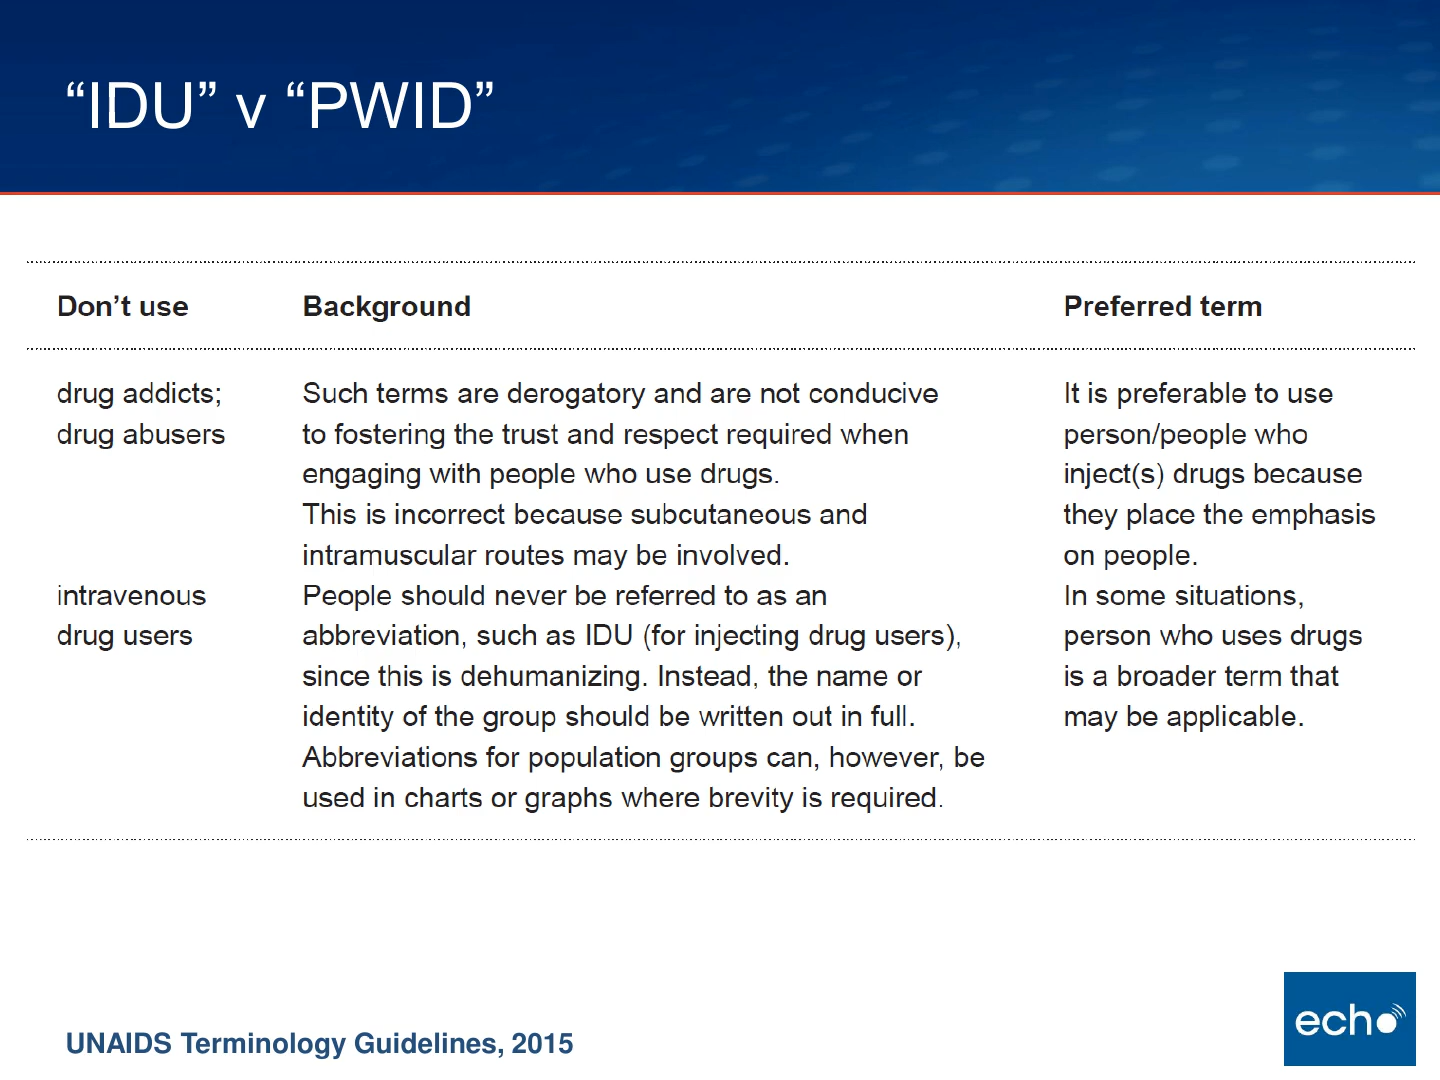 “IDU” v “PWID”
Don’t use
Background
Preferred term
drug addicts;
drug abusers
Such terms are derogatory and are not conducive
to fostering the trust and respect required when
engaging with people who use drugs.
This is incorrect because subcutaneous and
intramuscular routes may be involved.
It is preferable to use
person/people who
inject(s) drugs because
they place the emphasis
on people.
intravenous
drug users
People should never be referred to as an
abbreviation, such as IDU (for injecting drug users),
since this is dehumanizing. Instead, the name or
identity of the group should be written out in full.
Abbreviations for population groups can, however, be
used in charts or graphs where brevity is required.
In some situations,
person who uses drugs
is a broader term that
may be applicable.
UNAIDS Terminology Guidelines, 2015
echo